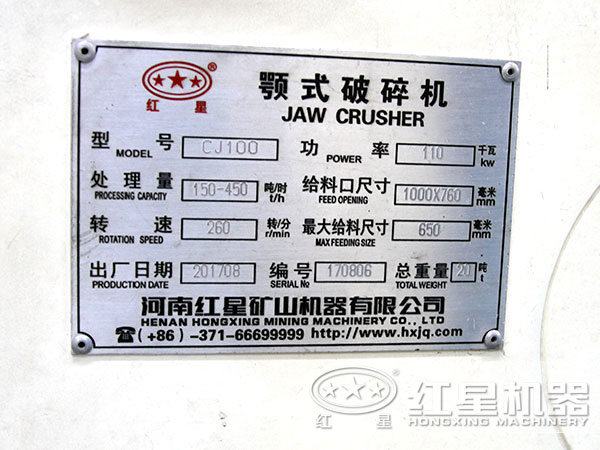 红 星 ®
颚式破碎机
JAW CRUSHER
型 号 MODEL CJ100 功 率 POWER 110 千瓦 kw
处理量 PROCESSING CAPACITY 150-450 吨/时 t/h 给料口尺寸 FEED OPENING 1000X760 毫米 mm
转 速 ROTATION SPEED 260 转/分 r/min 最大给料尺寸 MAX FEEDING SIZE 650 毫米 mm
出厂日期 PRODUCTION DATE 201708 编号 SERIAL № 170806 总重量 TOTAL WEIGHT 20 吨 t
河南红星矿山机器有限公司
HENAN HONGXING MINING MACHINERY CO., LTD
☎(+86) -371-66699999 http://www.hxjq.com
红 星 ® 红星机器
HONGXING MACHINERY